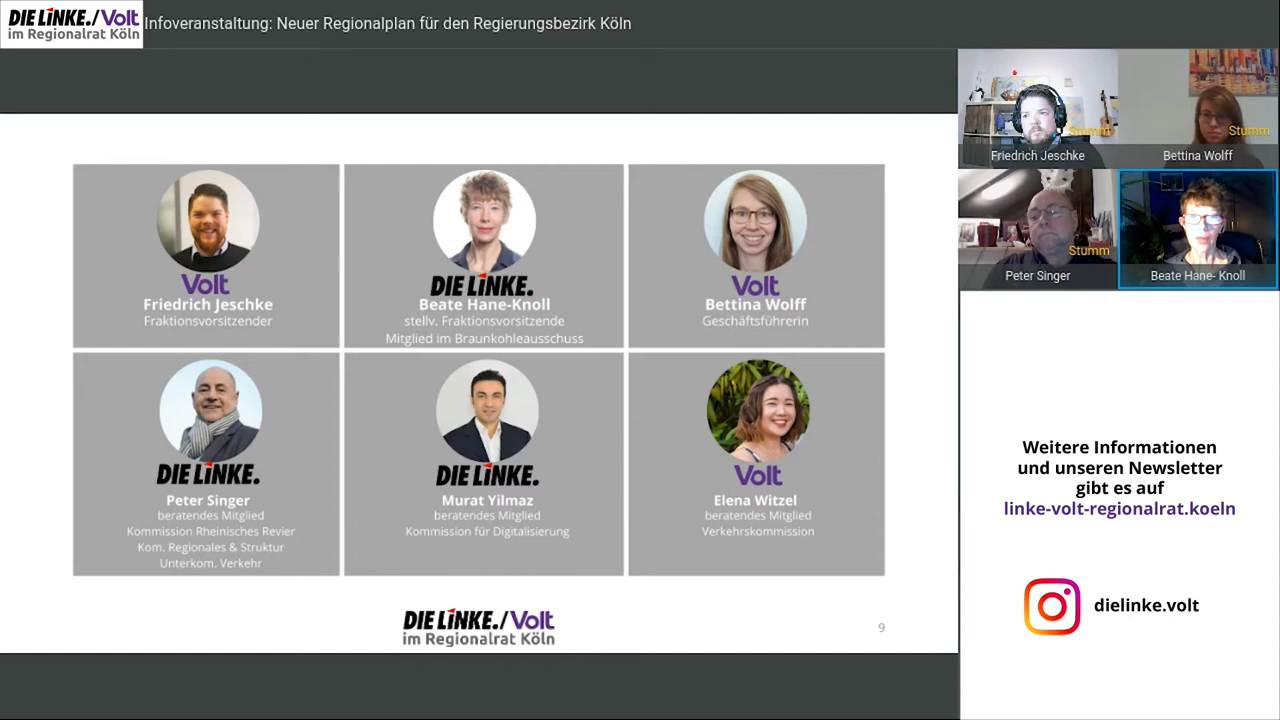 DIE LINKE./Volt
im Regionalrat Köln
Infoveranstaltung: Neuer Regionalplan für den Regierungsbezirk Köln
Volt
Friedrich Jeschke
Fraktionsvorsitzender
DIE LINKE.
Beate Hane-Knoll
stellv. Fraktionsvorsitzende
Mitglied im Braunkohleausschuss
Volt
Bettina Wolff
Geschäftsführerin
DIE LINKE.
Peter Singer
beratendes Mitglied
Kommission Rheinisches Revier
Kom. Regionales & Struktur
Unterkom. Verkehr
DIE LINKE.
Murat Yilmaz
beratendes Mitglied
Kommission für Digitalisierung
Volt
Elena Witzel
beratendes Mitglied
Verkehrskommission
DIE LINKE./Volt
im Regionalrat Köln
9
Stumm
Friedrich Jeschke
Stumm
Bettina Wolff
Stumm
Peter Singer
Beate Hane- Knoll
Weitere Informationen
und unseren Newsletter
gibt es auf
linke-volt-regionalrat.koeln
dielinke.volt